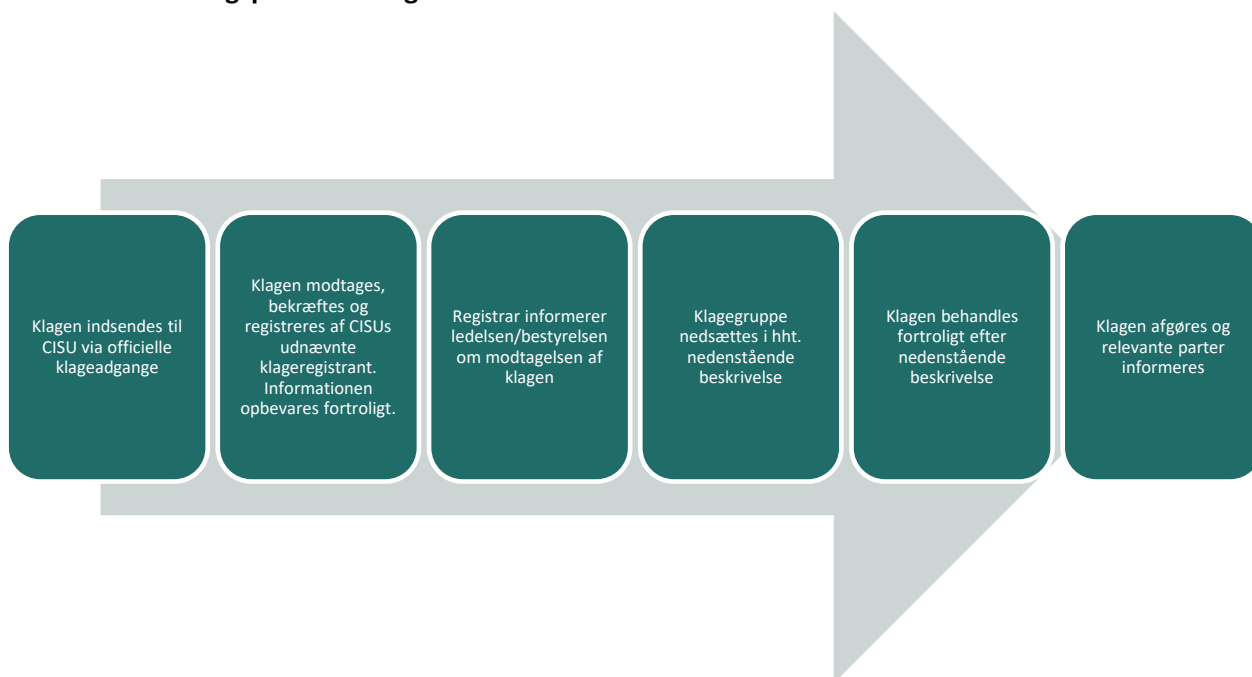 Klagen indsendes til
CISU via officielle
klageadgange
Klagen modtages,
bekræftes og
registreres af CISUs
udnævnte
klageregistrant.
Informationen
opbevares fortroligt.
Registrar informerer
ledelsen/bestyrelsen
om modtagelsen af
klagen
Klagegruppe
nedsættes i hht.
nedenstående
beskrivelse
Klagen behandles
fortroligt efter
nedenstående
beskrivelse
Klagen afgøres og
relevante parter
informeres